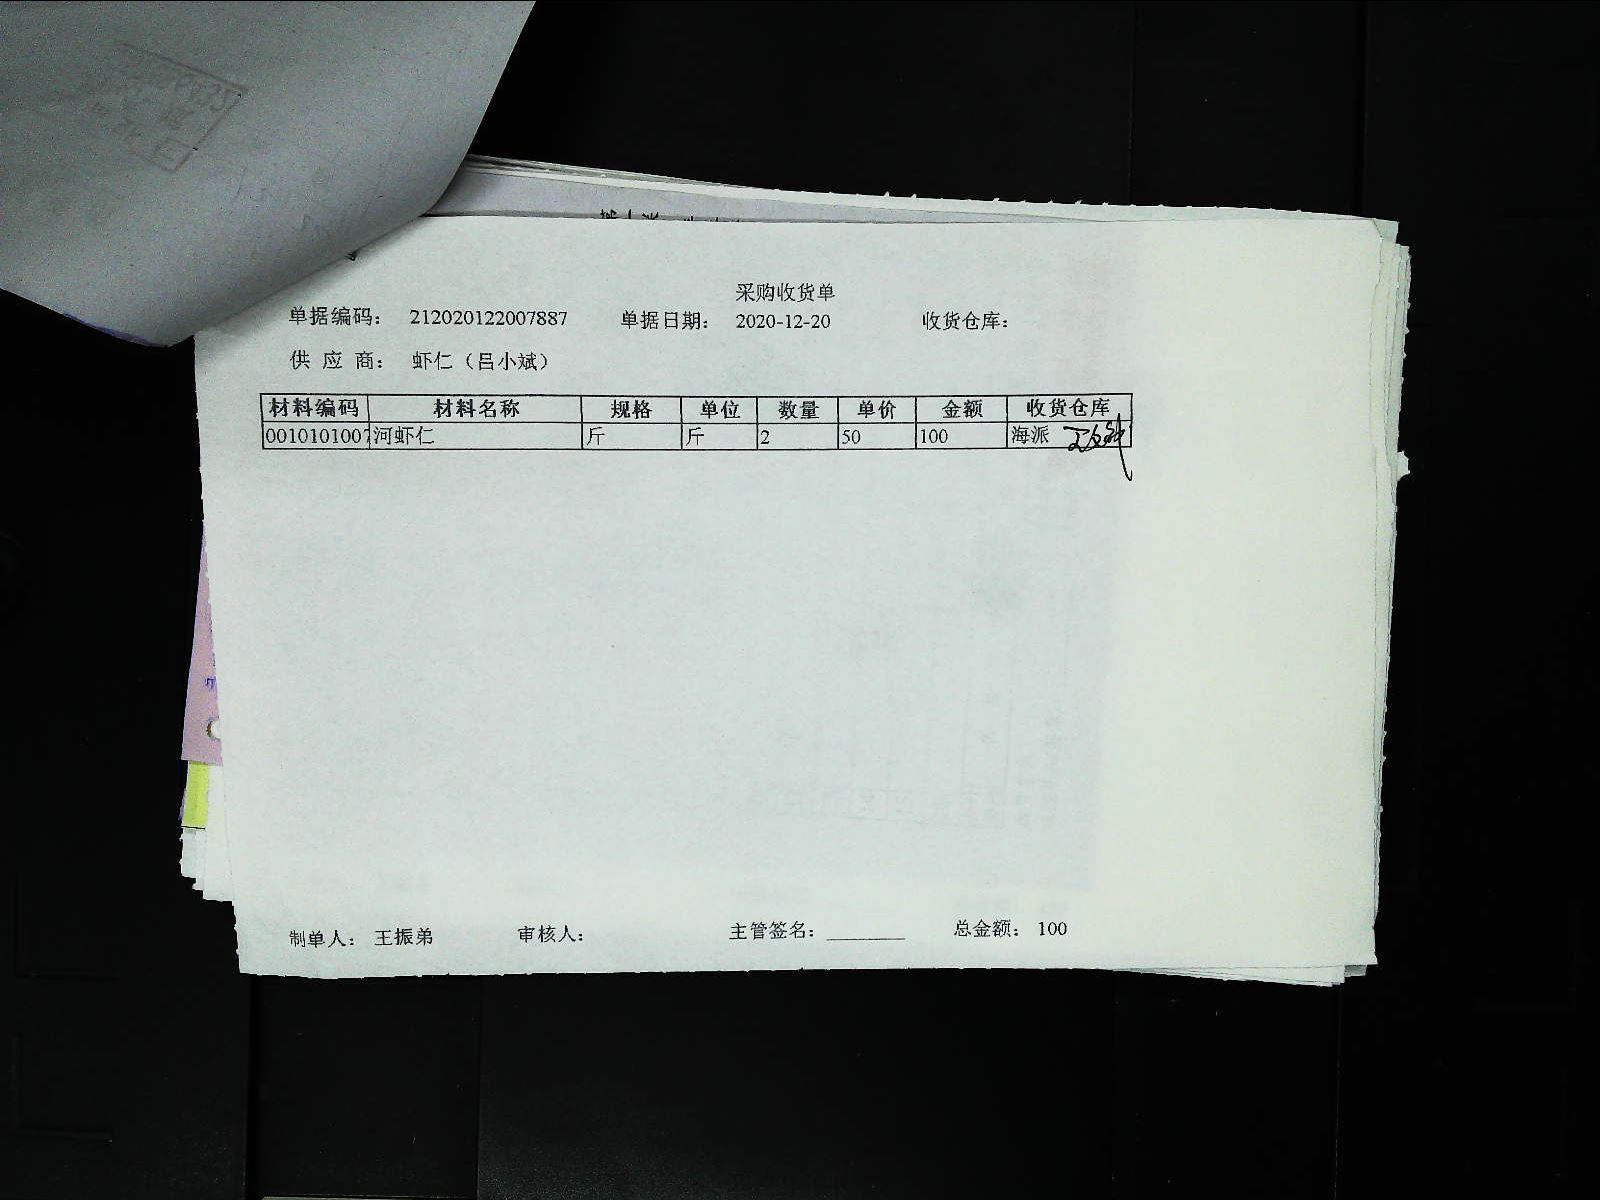 采购收货单
单据编码： 212020122007887 单据日期： 2020-12-20 收货仓库：
供 应 商： 虾仁（吕小斌）
材料编码 材料名称 规格 单位 数量 单价 金额 收货仓库
0010101007 河虾仁 斤 斤 2 50 100 海派
制单人： 王振弟 审核人： 主管签名： ________ 总金额： 100